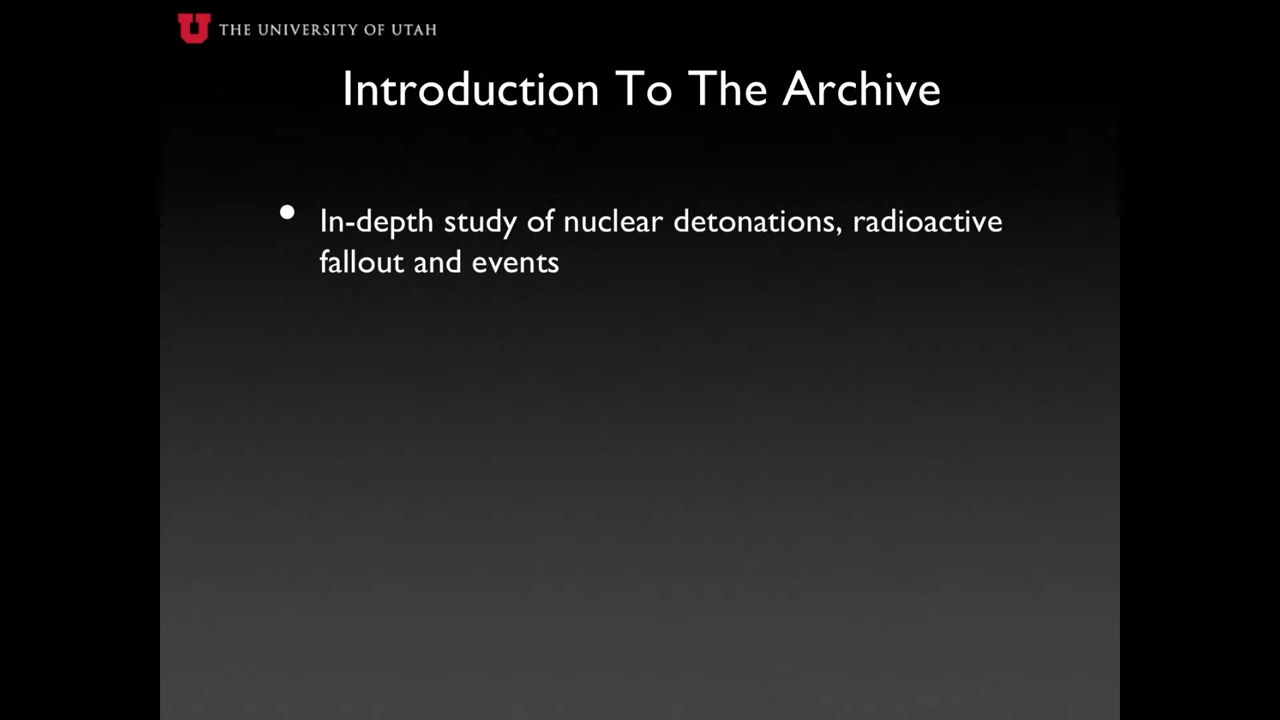 THE UNIVERSITY OF UTAH
Introduction To The Archive
• In-depth study of nuclear detonations, radioactive
fallout and events